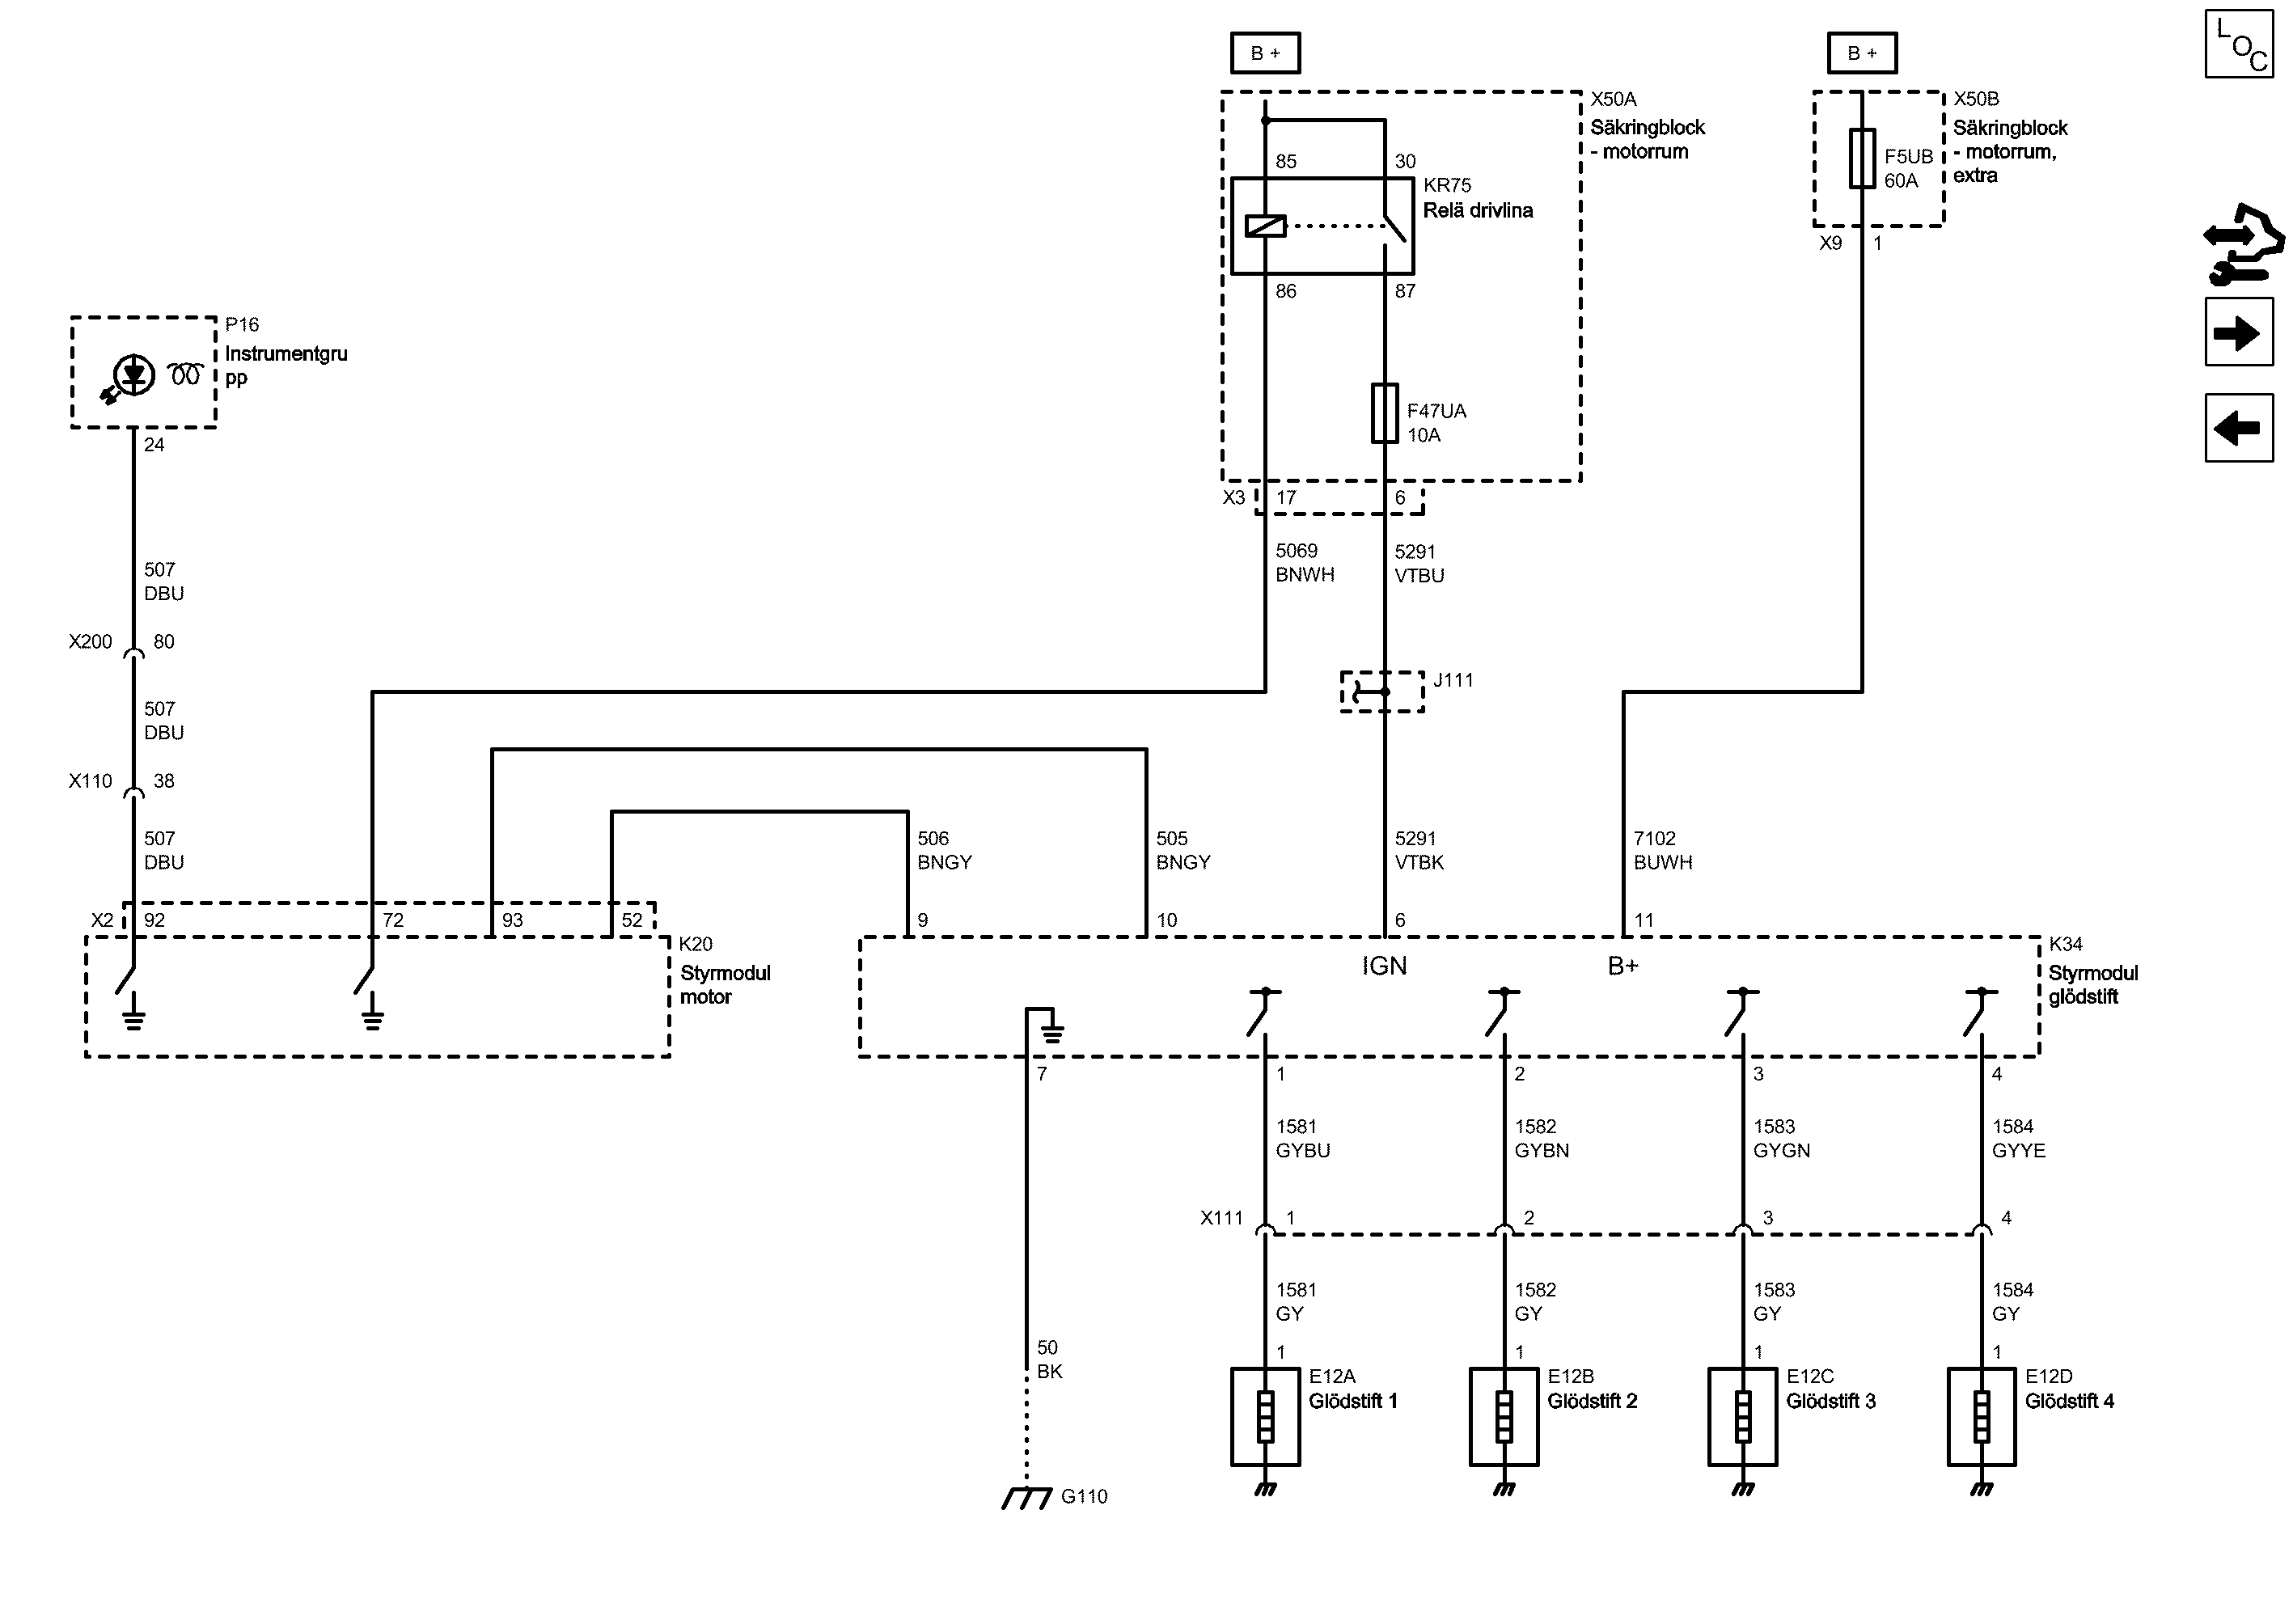 B +
B +
L
O
C
X50A
Säkringblock
- motorrum
X50B
Säkringblock
- motorrum,
extra
85
30
F5UB
60A
KR75
Relä drivlina
X9
1
86
87
P16
Instrumentgru
pp
F47UA
10A
24
X3
17
6
5069
BNWH
5291
VTBU
507
DBU
X200
80
J111
507
DBU
X110
38
507
DBU
506
BNGY
505
BNGY
5291
VTBK
7102
BUWH
X2
92
72
93
52
9
10
6
11
K20
Styrmodul
motor
IGN
B+
K34
Styrmodul
glödstift
7
1
2
3
4
1581
GYBU
1582
GYBN
1583
GYGN
1584
GYYE
X111
1
2
3
4
1581
GY
1582
GY
1583
GY
1584
GY
50
BK
1
1
1
1
E12A
Glödstift 1
E12B
Glödstift 2
E12C
Glödstift 3
E12D
Glödstift 4
G110